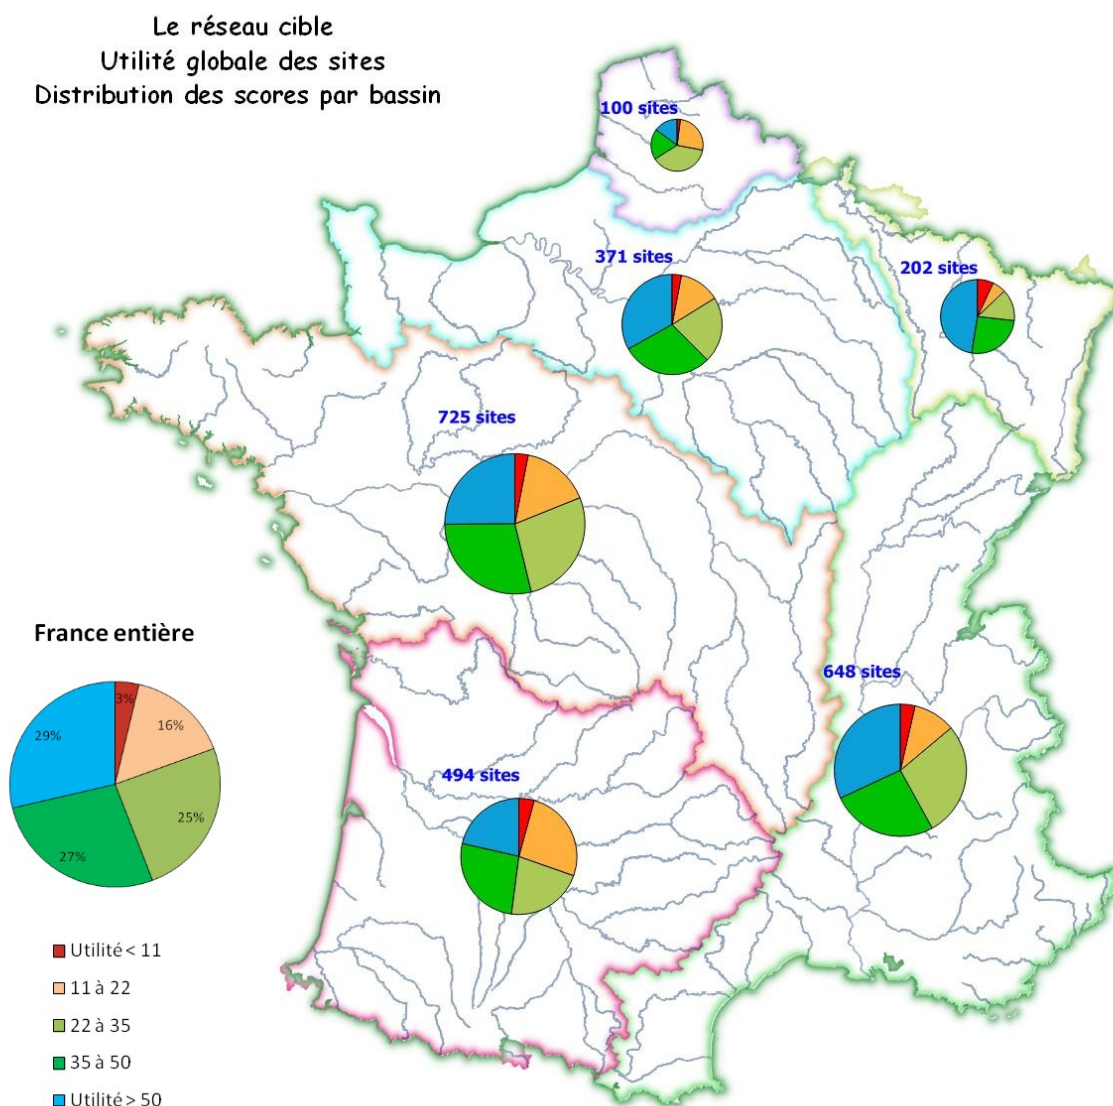 Le réseau cible
Utilité globale des sites
Distribution des scores par bassin
100 sites
371 sites
202 sites
725 sites
648 sites
494 sites
France entière
3%
16%
29%
25%
27%
Utilité < 11
11 à 22
22 à 35
35 à 50
Utilité > 50